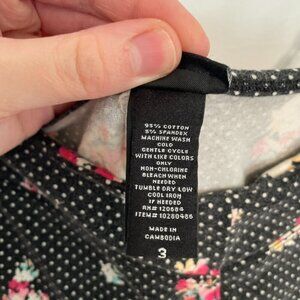 95% COTTON
5% SPANDEX
MACHINE WASH
COLD
GENTLE CYCLE
WITH LIKE COLORS
ONLY
NON-CHLORINE
BLEACH WHEN
NEEDED
TUMBLE DRY LOW
COOL IRON
IF NEEDED
RN# 120684
ITEM# 10280486
MADE IN
CAMBODIA
3